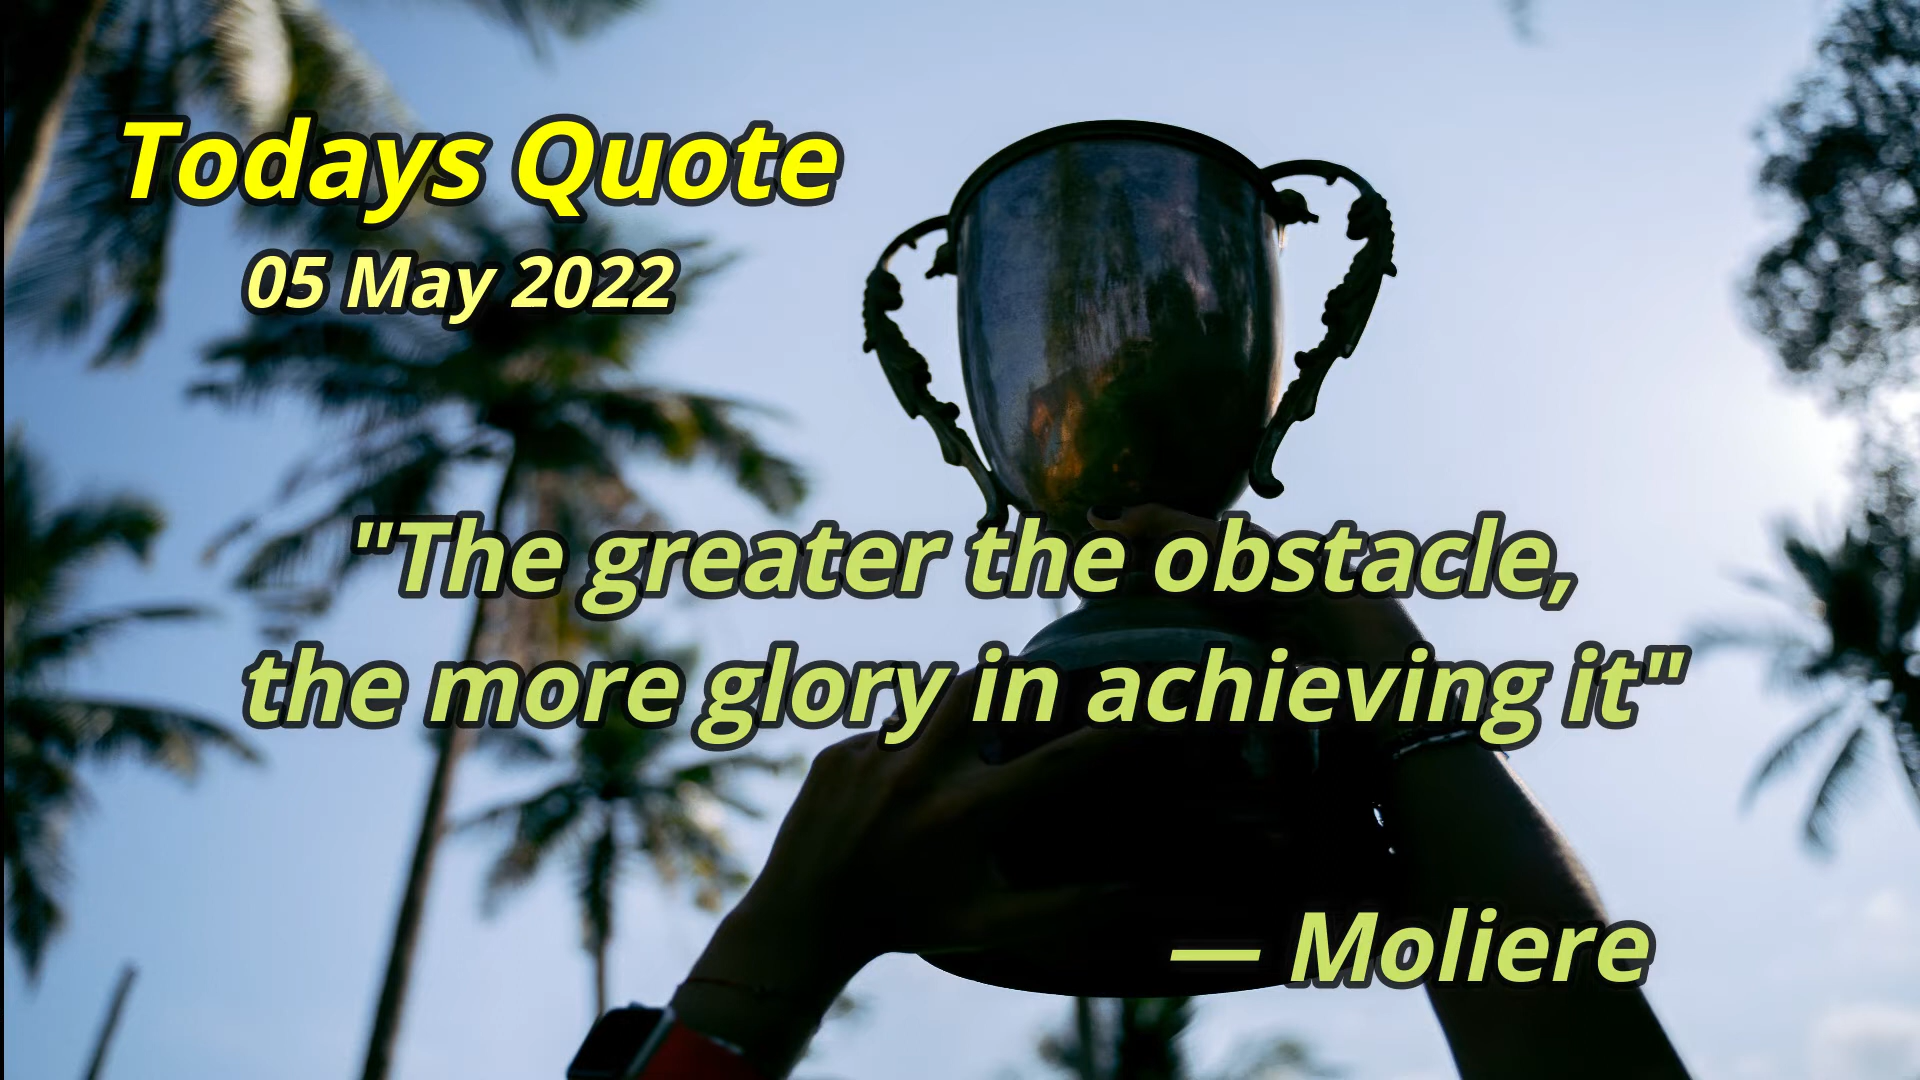 Todays Quote
05 May 2022
"The greater the obstacle,
the more glory in achieving it"
— Moliere